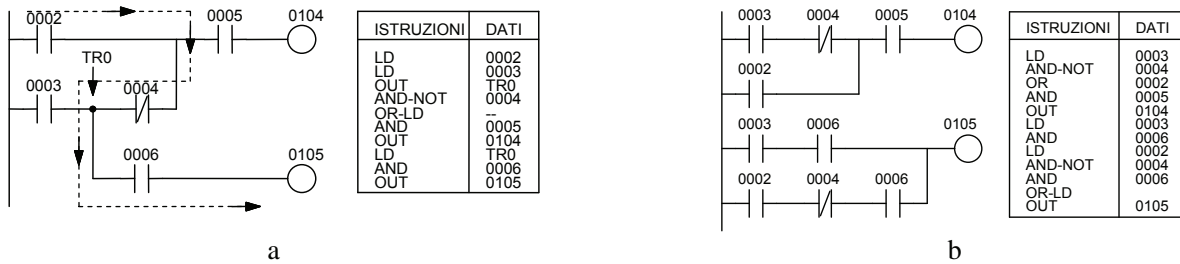 0002 0005 0104
TR0
0003 0004
0006 0105
ISTRUZIONI DATI
LD 0002
LD 0003
OUT TR0
AND-NOT 0004
OR-LD --
AND 0005
OUT 0104
LD TR0
AND 0006
OUT 0105
a
0003 0004 0005 0104
0002
0003 0006 0105
0002 0004 0006
ISTRUZIONI DATI
LD 0003
AND-NOT 0004
OR 0002
AND 0005
OUT 0104
LD 0003
AND 0006
LD 0002
AND-NOT 0004
AND 0006
OR-LD
OUT 0105
b